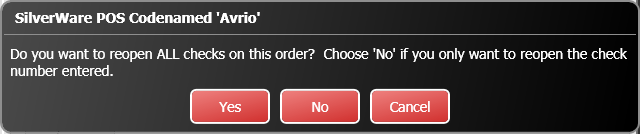 SilverWare POS Codenamed 'Avrio'
Do you want to reopen ALL checks on this order?  Choose 'No' if you only want to reopen the check
number entered.
Yes
No
Cancel